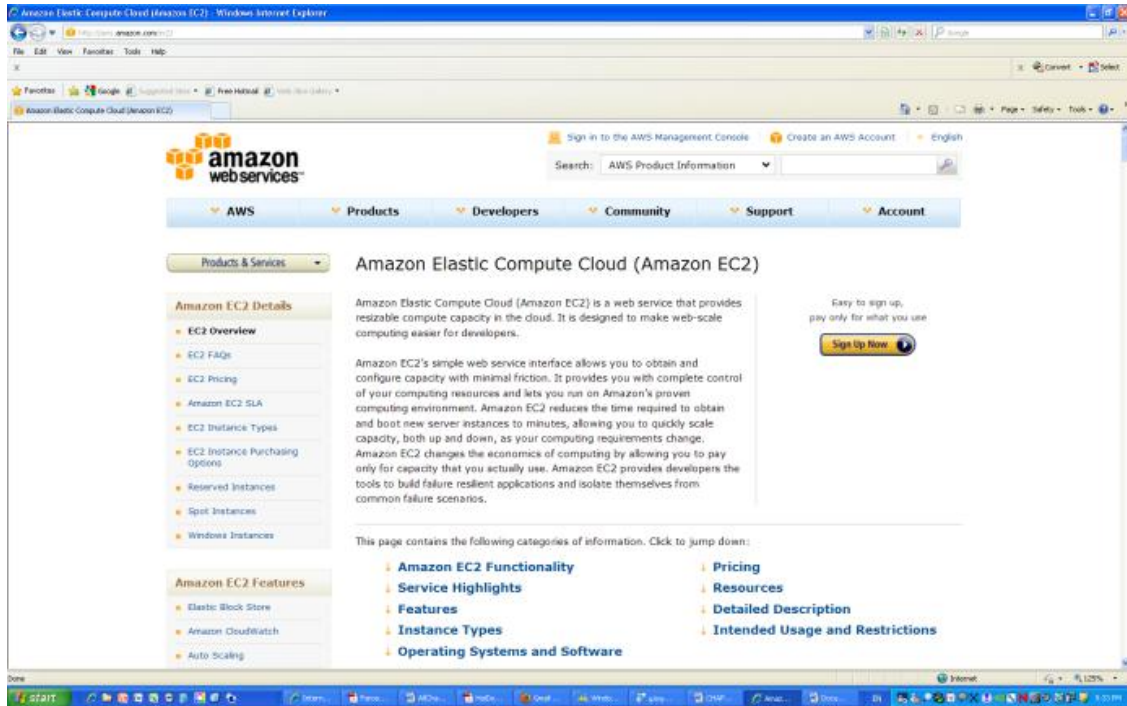 Amazon Elastic Compute Cloud (Amazon EC2) - Windows Internet Explorer
File Edit View Favorites Tools Help
Convert Select
Favorites Google Free Hotmail
Amazon Elastic Compute Cloud (Amazon EC2)
Page Safety Tools
amazon
webservices™
Sign in to the AWS Management Console Create an AWS Account English
Search: AWS Product Information
AWS Products Developers Community Support Account
Products & Services
Amazon Elastic Compute Cloud (Amazon EC2)
Amazon EC2 Details
EC2 Overview
EC2 FAQs
EC2 Pricing
Amazon EC2 SLA
EC2 Instance Types
EC2 Instance Purchasing
Options
Reserved Instances
Spot Instances
Windows Instances
Amazon EC2 Features
Elastic Block Store
Amazon CloudWatch
Auto Scaling
Amazon Elastic Compute Cloud (Amazon EC2) is a web service that provides
resizable compute capacity in the cloud. It is designed to make web-scale
computing easier for developers.
Amazon EC2's simple web service interface allows you to obtain and
configure capacity with minimal friction. It provides you with complete control
of your computing resources and lets you run on Amazon's proven
computing environment. Amazon EC2 reduces the time required to obtain
and boot new server instances to minutes, allowing you to quickly scale
capacity, both up and down, as your computing requirements change.
Amazon EC2 changes the economics of computing by allowing you to pay
only for capacity that you actually use. Amazon EC2 provides developers the
tools to build failure resilient applications and isolate themselves from
common failure scenarios.
Easy to sign up,
pay only for what you use
Sign Up Now
This page contains the following categories of information. Click to jump down:
Amazon EC2 Functionality
Service Highlights
Features
Instance Types
Operating Systems and Software
Pricing
Resources
Detailed Description
Intended Usage and Restrictions
Done Internet 125%
start